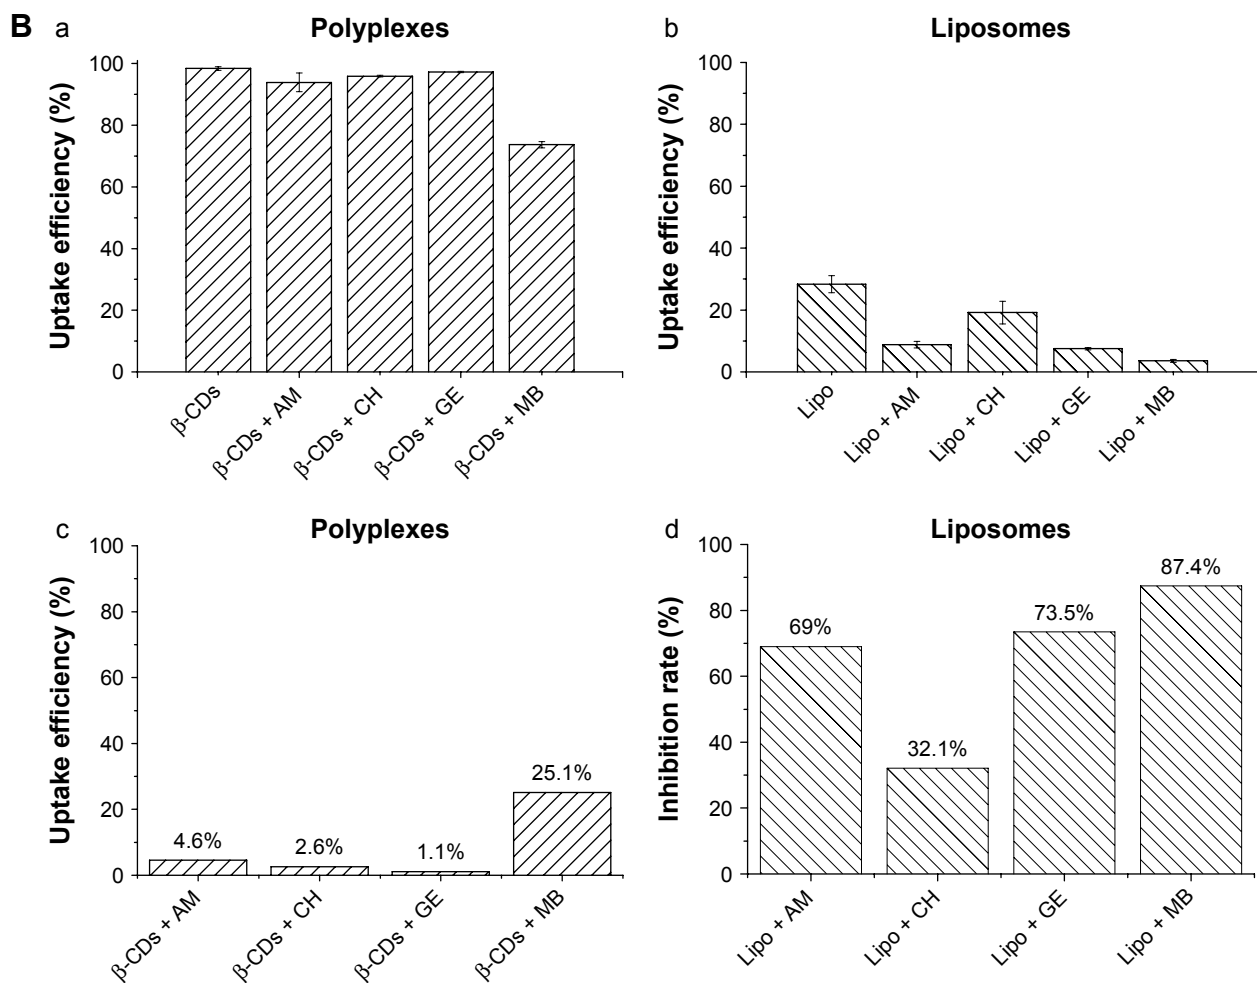 B a Polyplexes
Uptake efficiency (%)
100
80
60
40
20
0
β-CDs
β-CDs + AM
β-CDs + CH
β-CDs + GE
β-CDs + MB
b Liposomes
Uptake efficiency (%)
100
80
60
40
20
0
Lipo
Lipo + AM
Lipo + CH
Lipo + GE
Lipo + MB
c Polyplexes
Uptake efficiency (%)
100
80
60
40
20
0
4.6%
2.6%
1.1%
25.1%
β-CDs + AM
β-CDs + CH
β-CDs + GE
β-CDs + MB
d Liposomes
Inhibition rate (%)
100
80
60
40
20
0
69%
32.1%
73.5%
87.4%
Lipo + AM
Lipo + CH
Lipo + GE
Lipo + MB